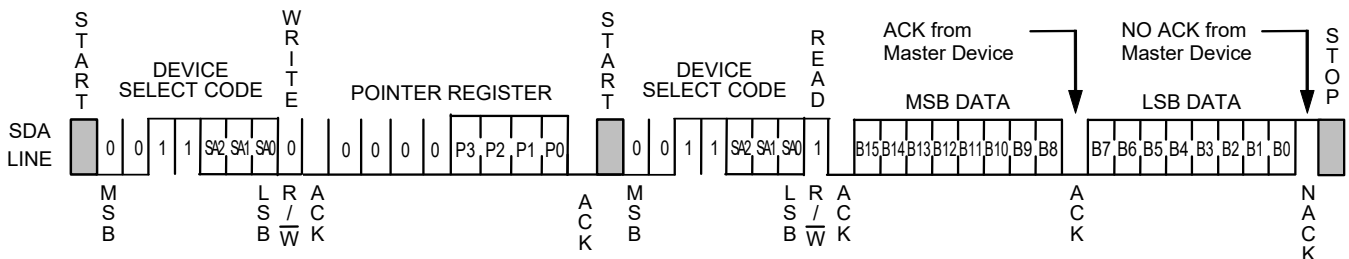 START
DEVICE
SELECT CODE
WRITE
POINTER REGISTER
START
DEVICE
SELECT CODE
READ
MSB DATA
ACK from
Master Device
LSB DATA
NO ACK from
Master Device
STOP
SDA
LINE
0 0 1 1 SA2 SA1 SA0 0 0 0 0 0 P3 P2 P1 P0 0 0 1 1 SA2 SA1 SA0 1 B15 B14 B13 B12 B11 B10 B9 B8 B7 B6 B5 B4 B3 B2 B1 B0
MSB
LSB
R/W
ACK
ACK
MSB
LSB
R/W
ACK
ACK
NACK